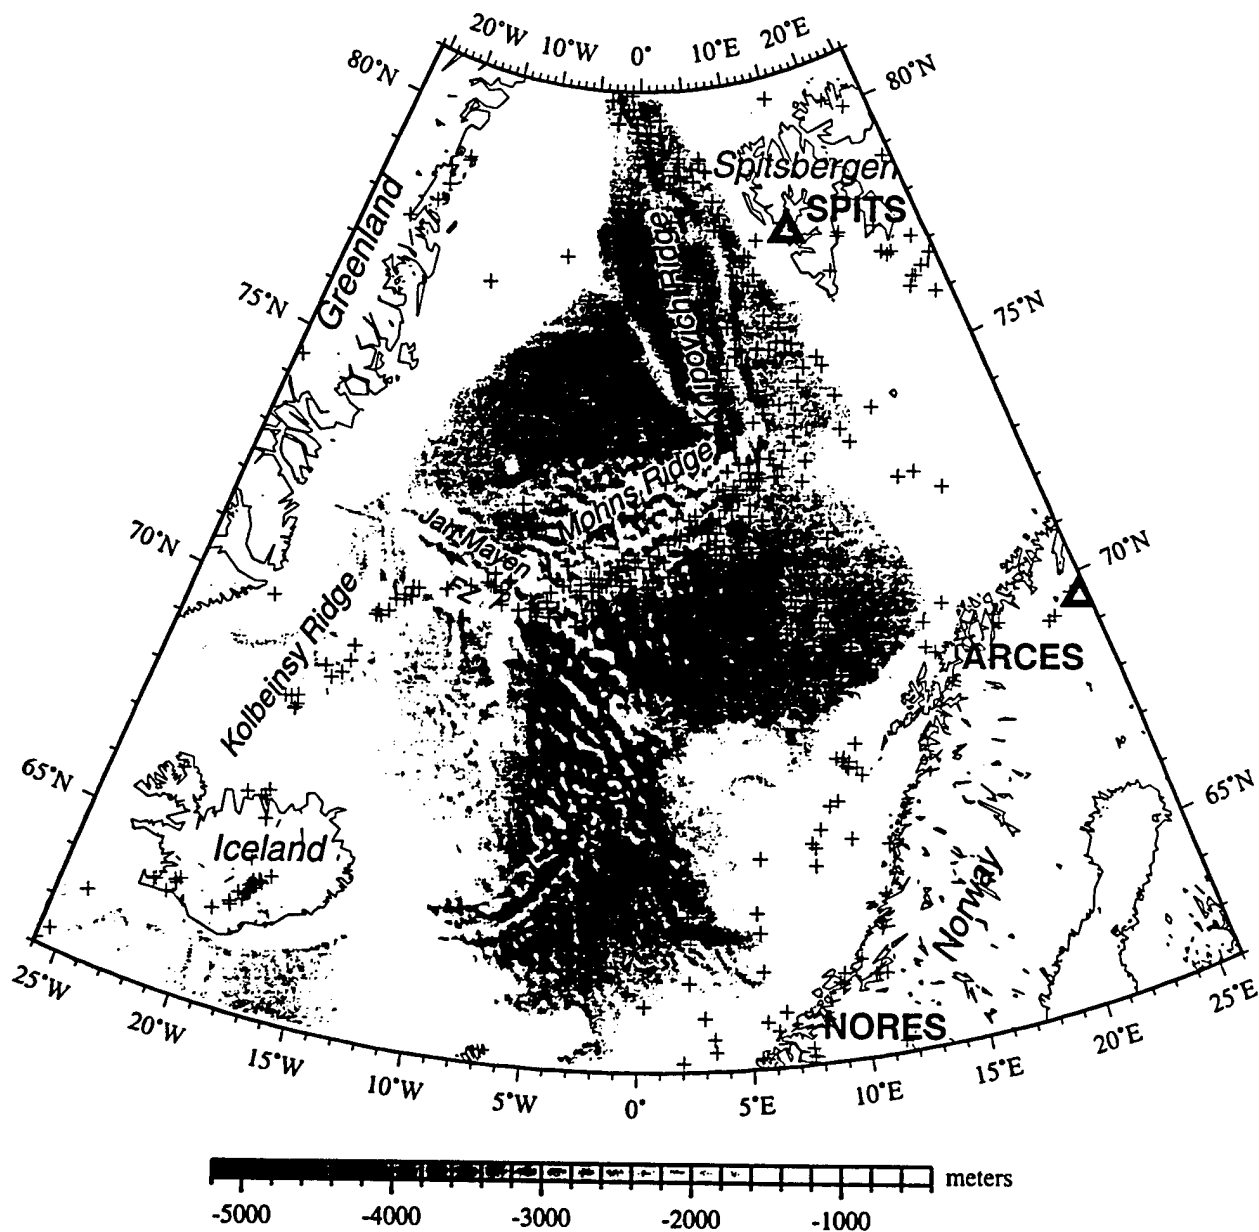 20°W 10°W 0° 10°E 20°E
80°N 80°N
Spitsbergen
SPITS
Greenland
Knipovich Ridge
75°N 75°N
Mohns Ridge
Jan Mayen
FZ
70°N 70°N
Kolbeinsy Ridge
ARCES
65°N 65°N
Iceland
Norway
NORES
25°W 20°W 15°W 10°W 5°W 0° 5°E 10°E 15°E 20°E 25°E
meters
-5000 -4000 -3000 -2000 -1000